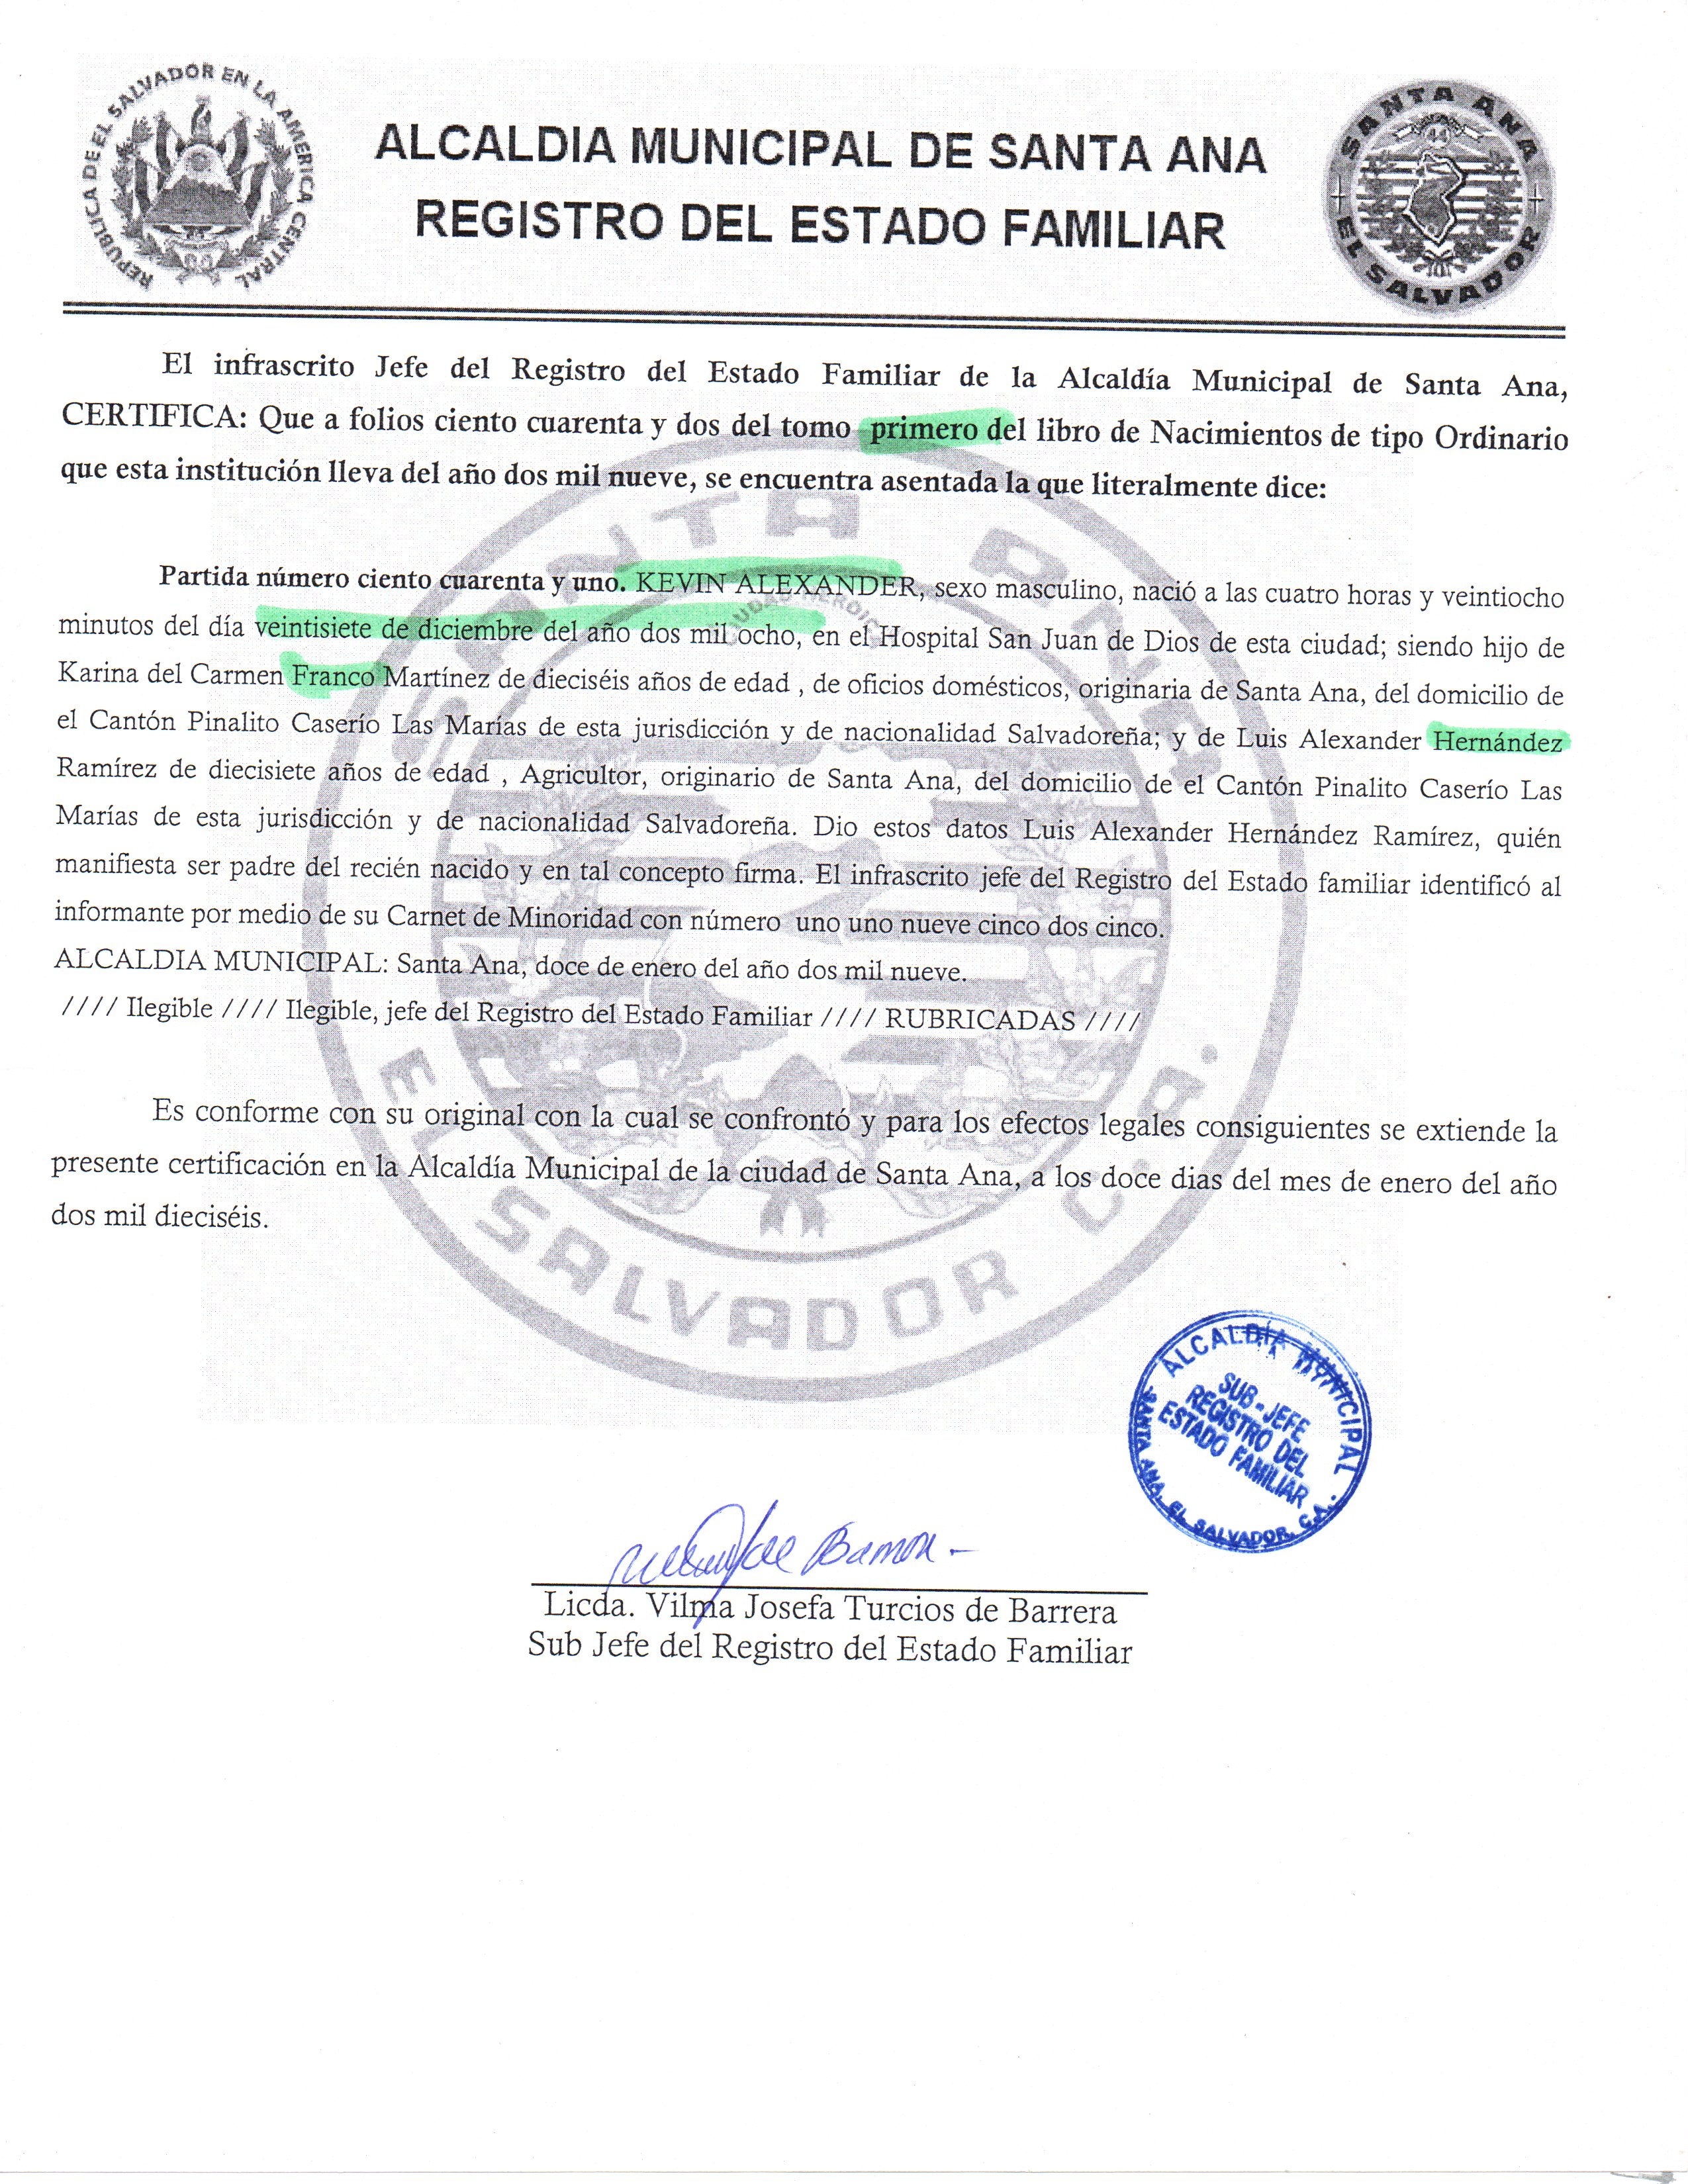 REPUBLICA DE EL SALVADOR EN LA AMERICA CENTRAL
ALCALDIA MUNICIPAL DE SANTA ANA
REGISTRO DEL ESTADO FAMILIAR
SANTA ANA
EL SALVADOR
El infrascrito Jefe del Registro del Estado Familiar de la Alcaldía Municipal de Santa Ana,
CERTIFICA: Que a folios ciento cuarenta y dos del tomo primero del libro de Nacimientos de tipo Ordinario
que esta institución lleva del año dos mil nueve, se encuentra asentada la que literalmente dice:
Partida número ciento cuarenta y uno. KEVIN ALEXANDER, sexo masculino, nació a las cuatro horas y veintiocho
minutos del día veintisiete de diciembre del año dos mil ocho, en el Hospital San Juan de Dios de esta ciudad; siendo hijo de
Karina del Carmen Franco Martínez de dieciséis años de edad , de oficios domésticos, originaria de Santa Ana, del domicilio de
el Cantón Pinalito Caserío Las Marías de esta jurisdicción y de nacionalidad Salvadoreña; y de Luis Alexander Hernández
Ramírez de diecisiete años de edad , Agricultor, originario de Santa Ana, del domicilio de el Cantón Pinalito Caserío Las
Marías de esta jurisdicción y de nacionalidad Salvadoreña. Dio estos datos Luis Alexander Hernández Ramírez, quién
manifiesta ser padre del recién nacido y en tal concepto firma. El infrascrito jefe del Registro del Estado familiar identificó al
informante por medio de su Carnet de Minoridad con número uno uno nueve cinco dos cinco.
ALCALDIA MUNICIPAL: Santa Ana, doce de enero del año dos mil nueve.
//// Ilegible //// Ilegible, jefe del Registro del Estado Familiar //// RUBRICADAS ////
Es conforme con su original con la cual se confrontó y para los efectos legales consiguientes se extiende la
presente certificación en la Alcaldía Municipal de la ciudad de Santa Ana, a los doce dias del mes de enero del año
dos mil dieciséis.
SANTA ANA
EL SALVADOR C.A.
ALCALDÍA MUNICIPAL
SUB - JEFE
REGISTRO DEL
ESTADO FAMILIAR
SANTA ANA, EL SALVADOR, C.A.
Licda. Vilma Josefa Turcios de Barrera
Sub Jefe del Registro del Estado Familiar